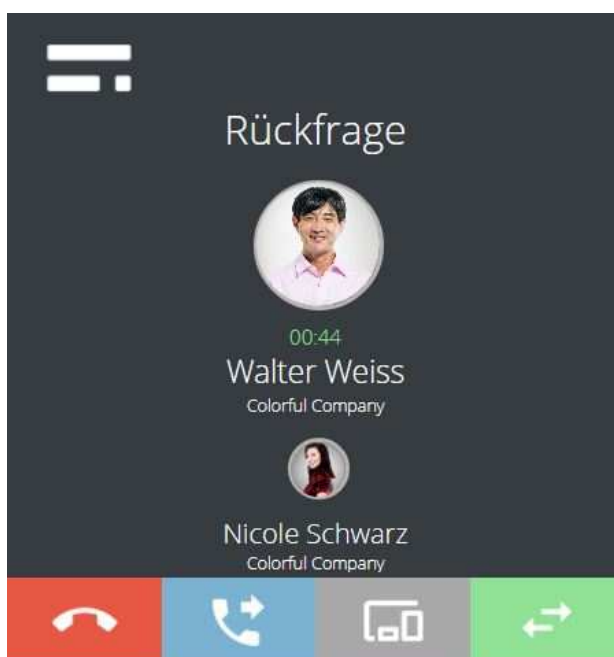 Rückfrage
00:44
Walter Weiss
Colorful Company
Nicole Schwarz
Colorful Company